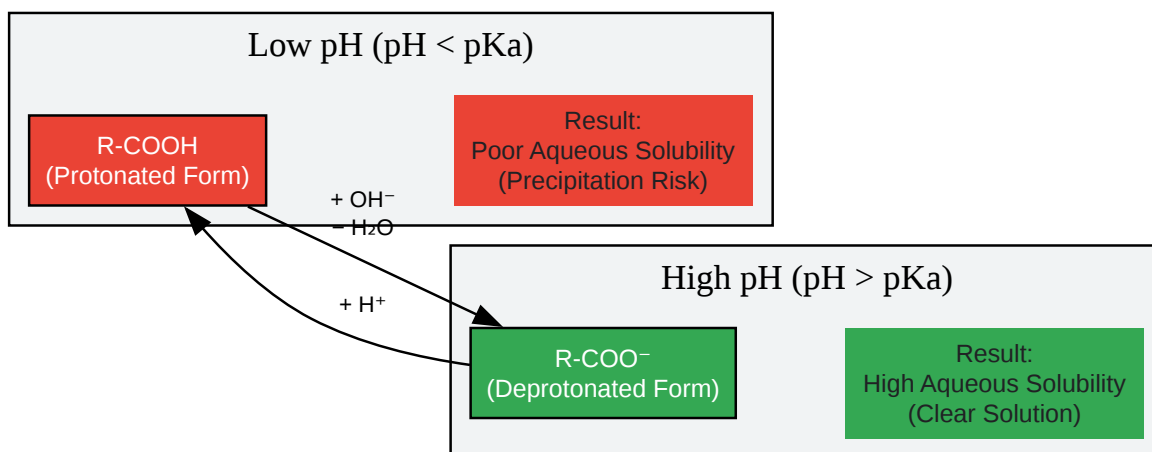 Low pH (pH < pKa)
R-COOH
(Protonated Form)
Result:
Poor Aqueous Solubility
(Precipitation Risk)
+ OH⁻
− H₂O
+ H⁺
High pH (pH > pKa)
R-COO⁻
(Deprotonated Form)
Result:
High Aqueous Solubility
(Clear Solution)